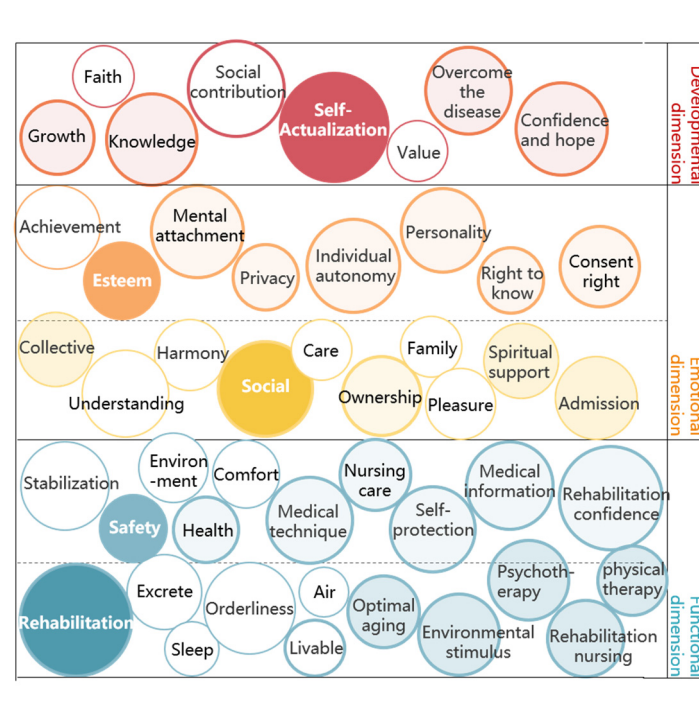 Faith
Social
contribution
Overcome
the
disease
Self-
Actualization
Growth
Knowledge
Value
Confidence
and hope
Developmental
dimension
Achievement
Mental
attachment
Personality
Esteem
Privacy
Individual
autonomy
Right to
know
Consent
right
Collective
Harmony
Care
Family
Spiritual
support
Understanding
Social
Ownership
Pleasure
Admission
Emotional
dimension
Stabilization
Environ
-ment
Comfort
Nursing
care
Medical
information
Rehabilitation
confidence
Safety
Health
Medical
technique
Self-
protection
Excrete
Air
Psychoth-
erapy
physical
therapy
Rehabilitation
Orderliness
Optimal
aging
Sleep
Livable
Environmental
stimulus
Rehabilitation
nursing
Functional
dimension